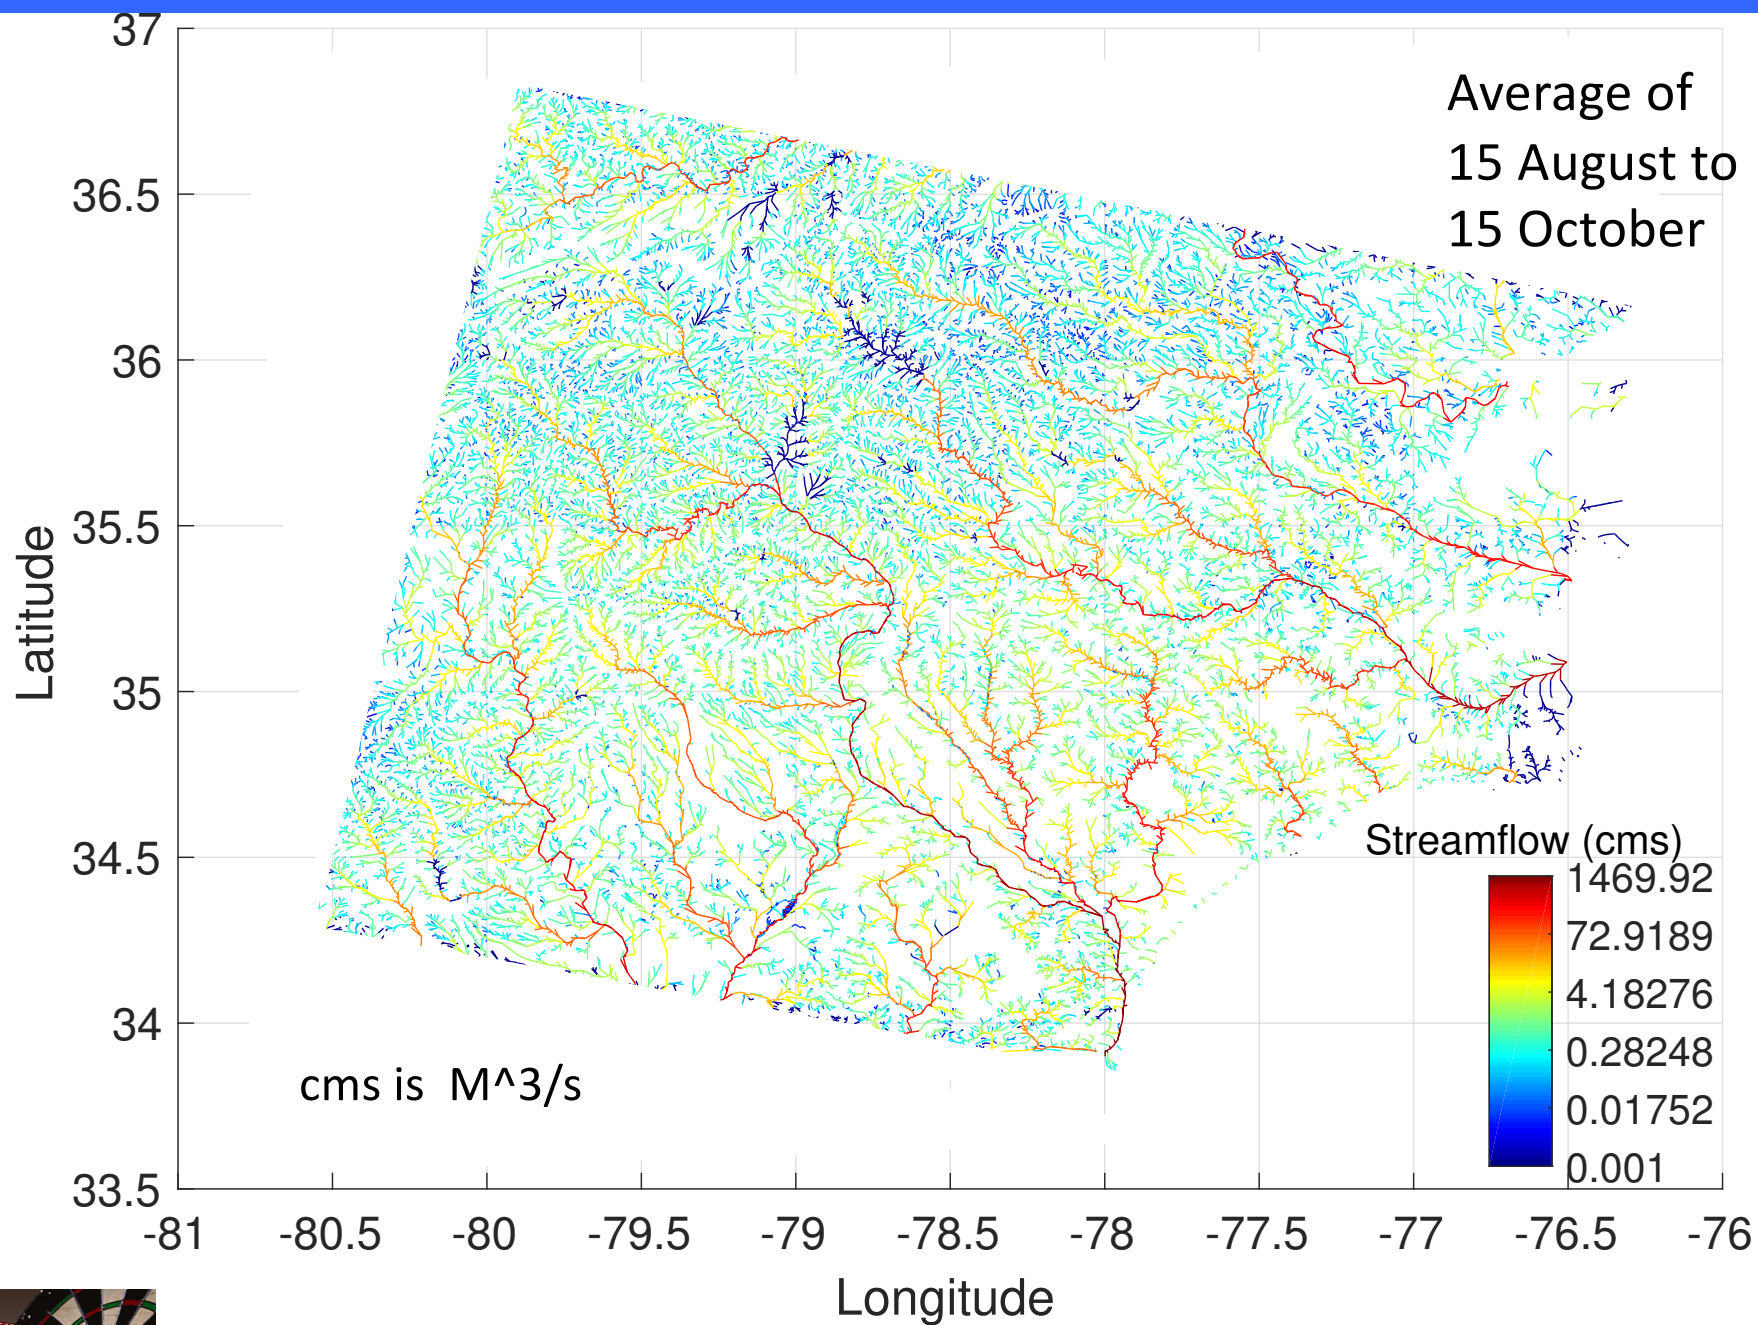 37
36.5
36
35.5
35
34.5
34
33.5
Latitude
-81 -80.5 -80 -79.5 -79 -78.5 -78 -77.5 -77 -76.5 -76
Longitude
Average of
15 August to
15 October
cms is M^3/s
Streamflow (cms)
1469.92
72.9189
4.18276
0.28248
0.01752
0.001